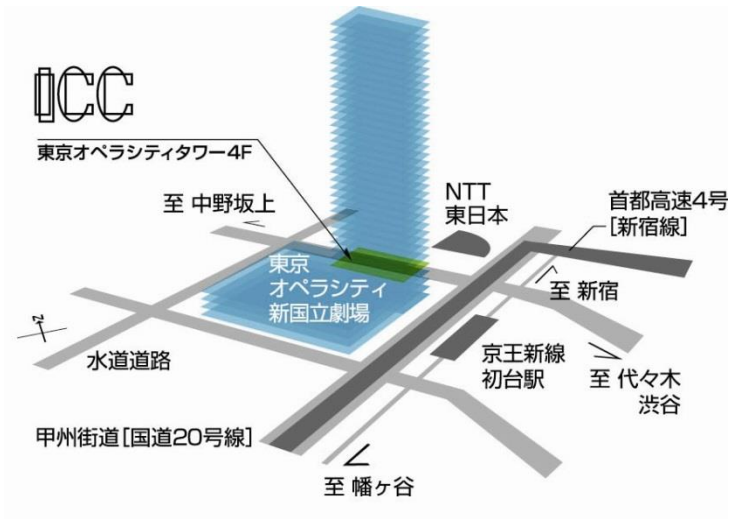 ICC
東京オペラシティタワー4F
至 中野坂上
NTT
東日本
首都高速4号
[新宿線]
東京
オペラシティ
新国立劇場
至 新宿
N
水道道路
京王新線
初台駅
至 代々木
渋谷
甲州街道[国道20号線]
至 幡ヶ谷